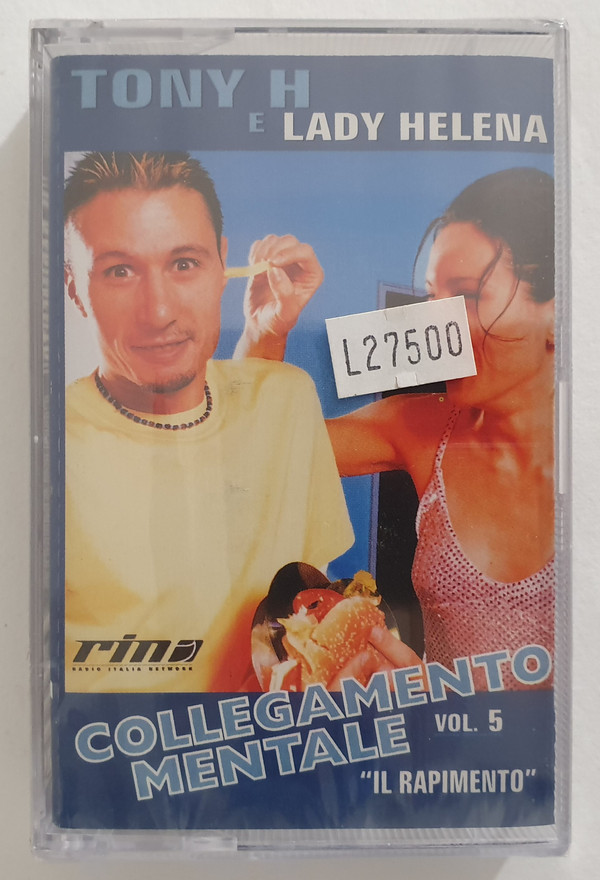 TONY H
E LADY HELENA
L27500
rin
RADIO ITALIA NETWORK
COLLEGAMENTO
MENTALE
VOL. 5
"IL RAPIMENTO"